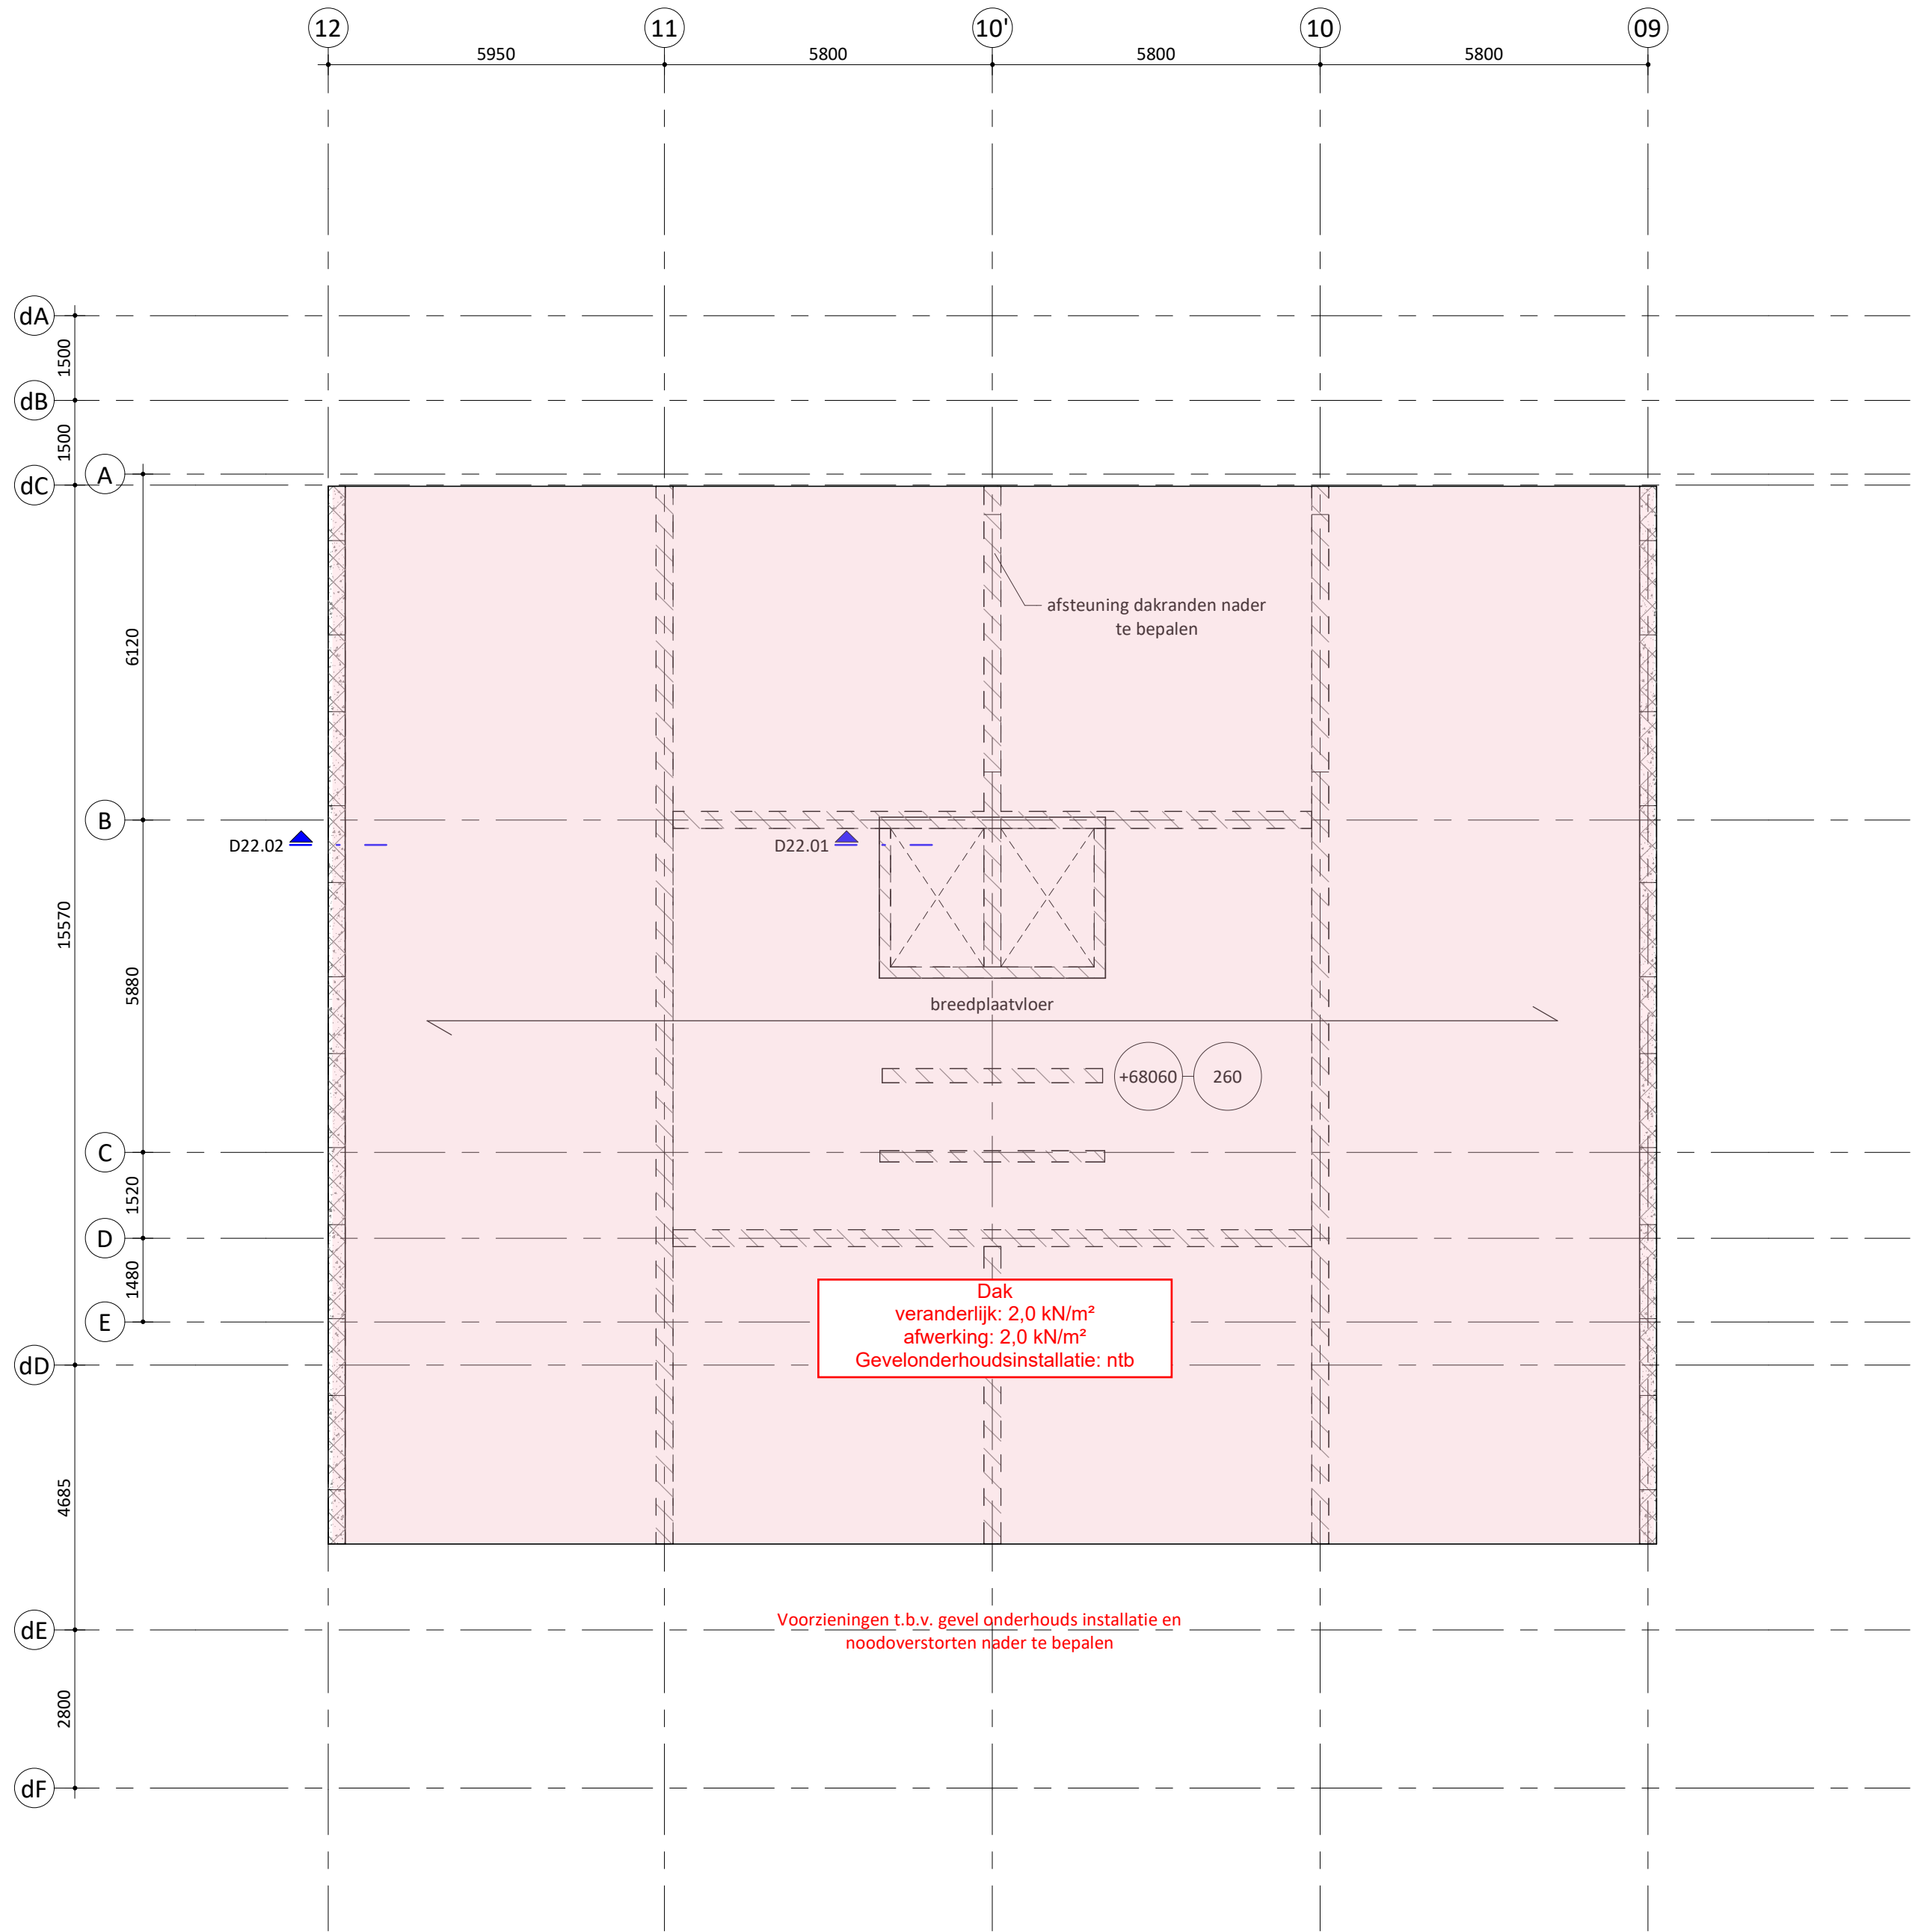 12
11
10'
10
09
5950
5800
5800
5800
dA
1500
dB
1500
A
dC
afsteuning dakranden nader
te bepalen
6120
B
D22.02
D22.01
15570
5880
breedplaatvloer
+68060
260
C
1520
D
1480
E
Dak
veranderlijk: 2,0 kN/m²
afwerking: 2,0 kN/m²
Gevelonderhoudsinstallatie: ntb
dD
4685
Voorzieningen t.b.v. gevel onderhouds installatie en
noodoverstorten nader te bepalen
dE
2800
dF